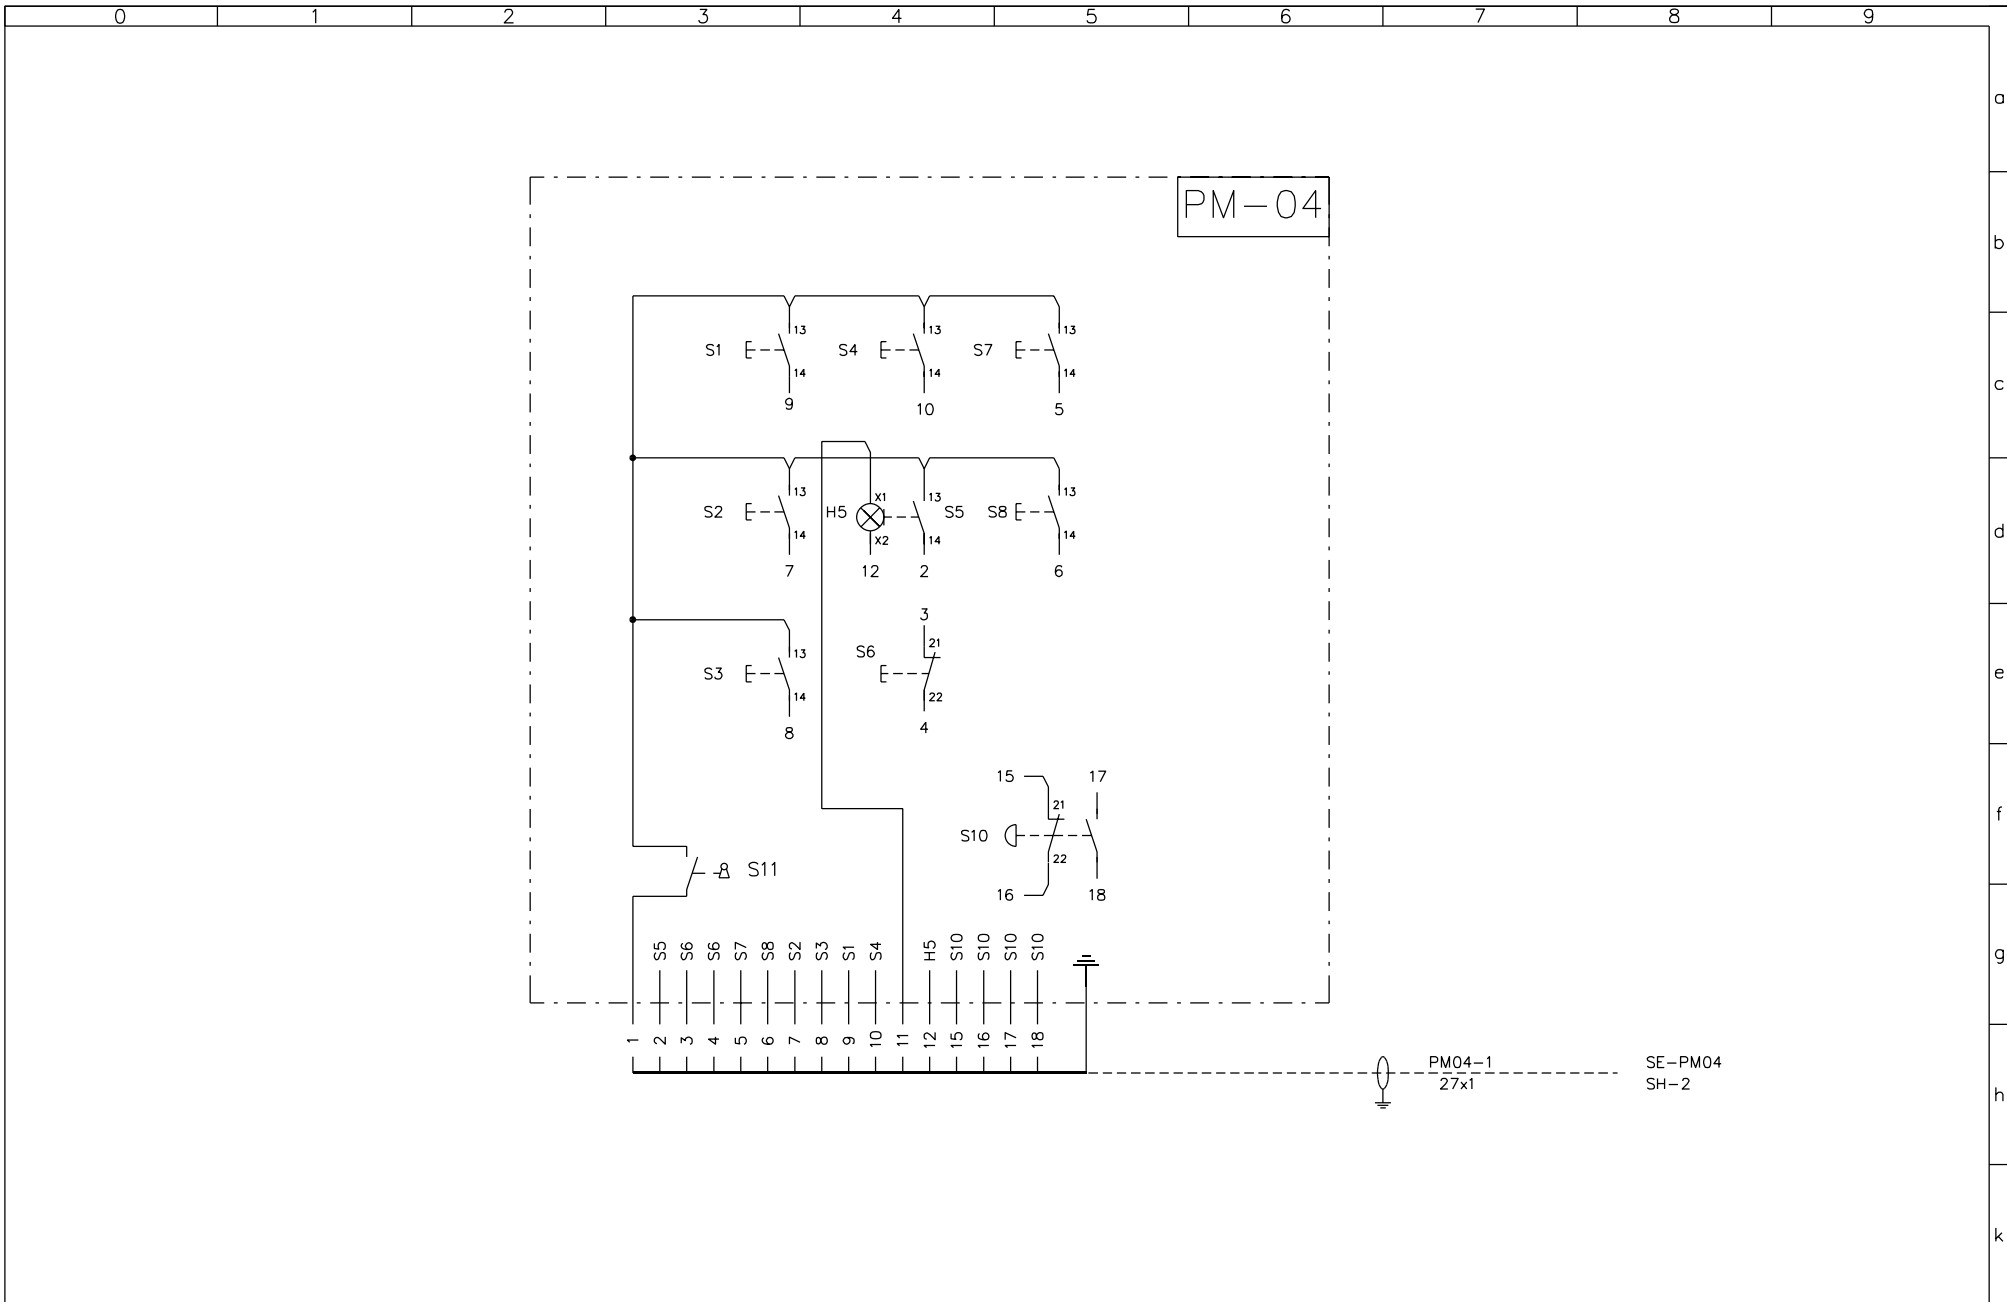 0 1 2 3 4 5 6 7 8 9
a
PM-04
b
13 13 13
S1 S4 S7
14 14 14
c
9 10 5
X1
13 13 13
S2 H5 S5 S8
X2
14 14 14
d
7 12 2 6
3
21
S6
13
S3
e
14 22
8 4
15 17
21
f
S10
22
S11
16 18
S5 S6 S6 S7 S8 S2 S3 S1 S4 H5 S10 S10 S10 S10
g
1 2 3 4 5 6 7 8 9 10 11 12 15 16 17 18
PM04-1 SE-PM04
27x1 SH-2
h
k